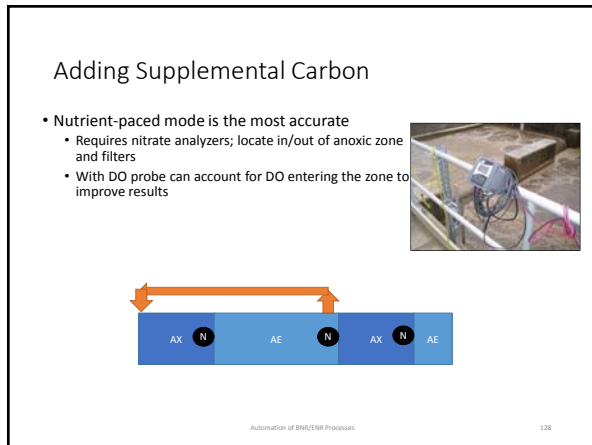 Adding Supplemental Carbon
• Nutrient-paced mode is the most accurate
• Requires nitrate analyzers; locate in/out of anoxic zone
and filters
• With DO probe can account for DO entering the zone to
improve results
AX N AE N AX N AE
Automation of BNR/ENR Processes 128